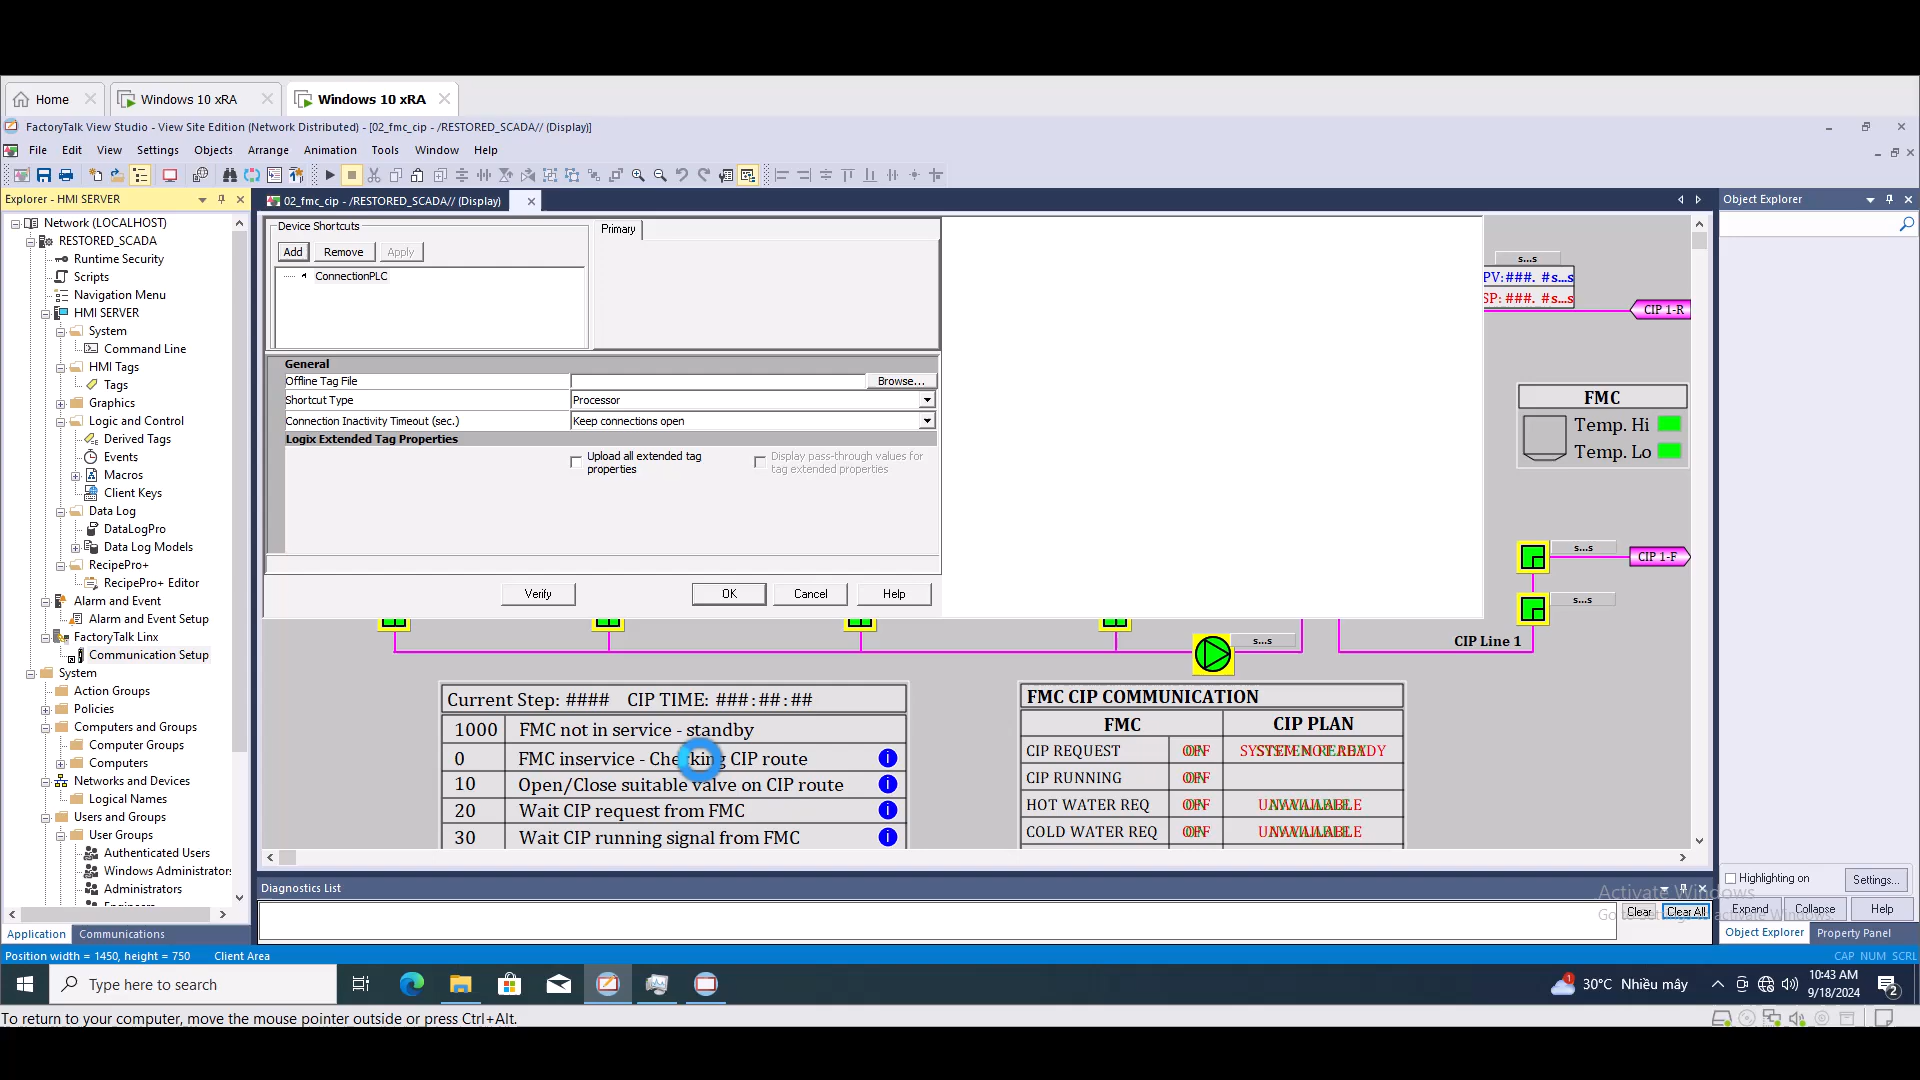 Home
Windows 10 xRA
Windows 10 xRA
FactoryTalk View Studio - View Site Edition (Network Distributed) - [02_fmc_cip - /RESTORED_SCADA// (Display)]
File Edit View Settings Objects Arrange Animation Tools Window Help
Explorer - HMI SERVER
Network (LOCALHOST)
RESTORED_SCADA
Runtime Security
Scripts
Navigation Menu
HMI SERVER
System
Command Line
HMI Tags
Tags
Graphics
Logic and Control
Derived Tags
Events
Macros
Client Keys
Data Log
DataLogPro
Data Log Models
RecipePro+
RecipePro+ Editor
Alarm and Event
Alarm and Event Setup
FactoryTalk Linx
Communication Setup
System
Action Groups
Policies
Computers and Groups
Computer Groups
Computers
Networks and Devices
Logical Names
Users and Groups
User Groups
Authenticated Users
Windows Administrator
Administrators
Application Communications
02_fmc_cip - /RESTORED_SCADA// (Display)
Device Shortcuts
Add Remove Apply
ConnectionPLC
Primary
General
Offline Tag File Browse...
Shortcut Type Processor
Connection Inactivity Timeout (sec.) Keep connections open
Logix Extended Tag Properties
Upload all extended tag properties
Display pass-through values for tag extended properties
Verify OK Cancel Help
s...s
PV:###. #s...s
SP: ###. #s...s
CIP 1-R
FMC
Temp. Hi
Temp. Lo
s...s
CIP 1-F
s...s
s...s
CIP Line 1
Current Step: #### CIP TIME: ###:##:##
1000 FMC not in service - standby
0 FMC inservice - Checking CIP route
10 Open/Close suitable valve on CIP route
20 Wait CIP request from FMC
30 Wait CIP running signal from FMC
FMC CIP COMMUNICATION
FMC CIP PLAN
CIP REQUEST
CIP RUNNING
HOT WATER REQ
COLD WATER REQ
Diagnostics List
Clear Clear All
Object Explorer
Highlighting on Settings...
Expand Collapse Help
Object Explorer Property Panel
Activate Windows
Position width = 1450, height = 750 Client Area
CAP NUM SCRL
Type here to search
30°C Nhiều mây
10:43 AM
9/18/2024
2
To return to your computer, move the mouse pointer outside or press Ctrl+Alt.